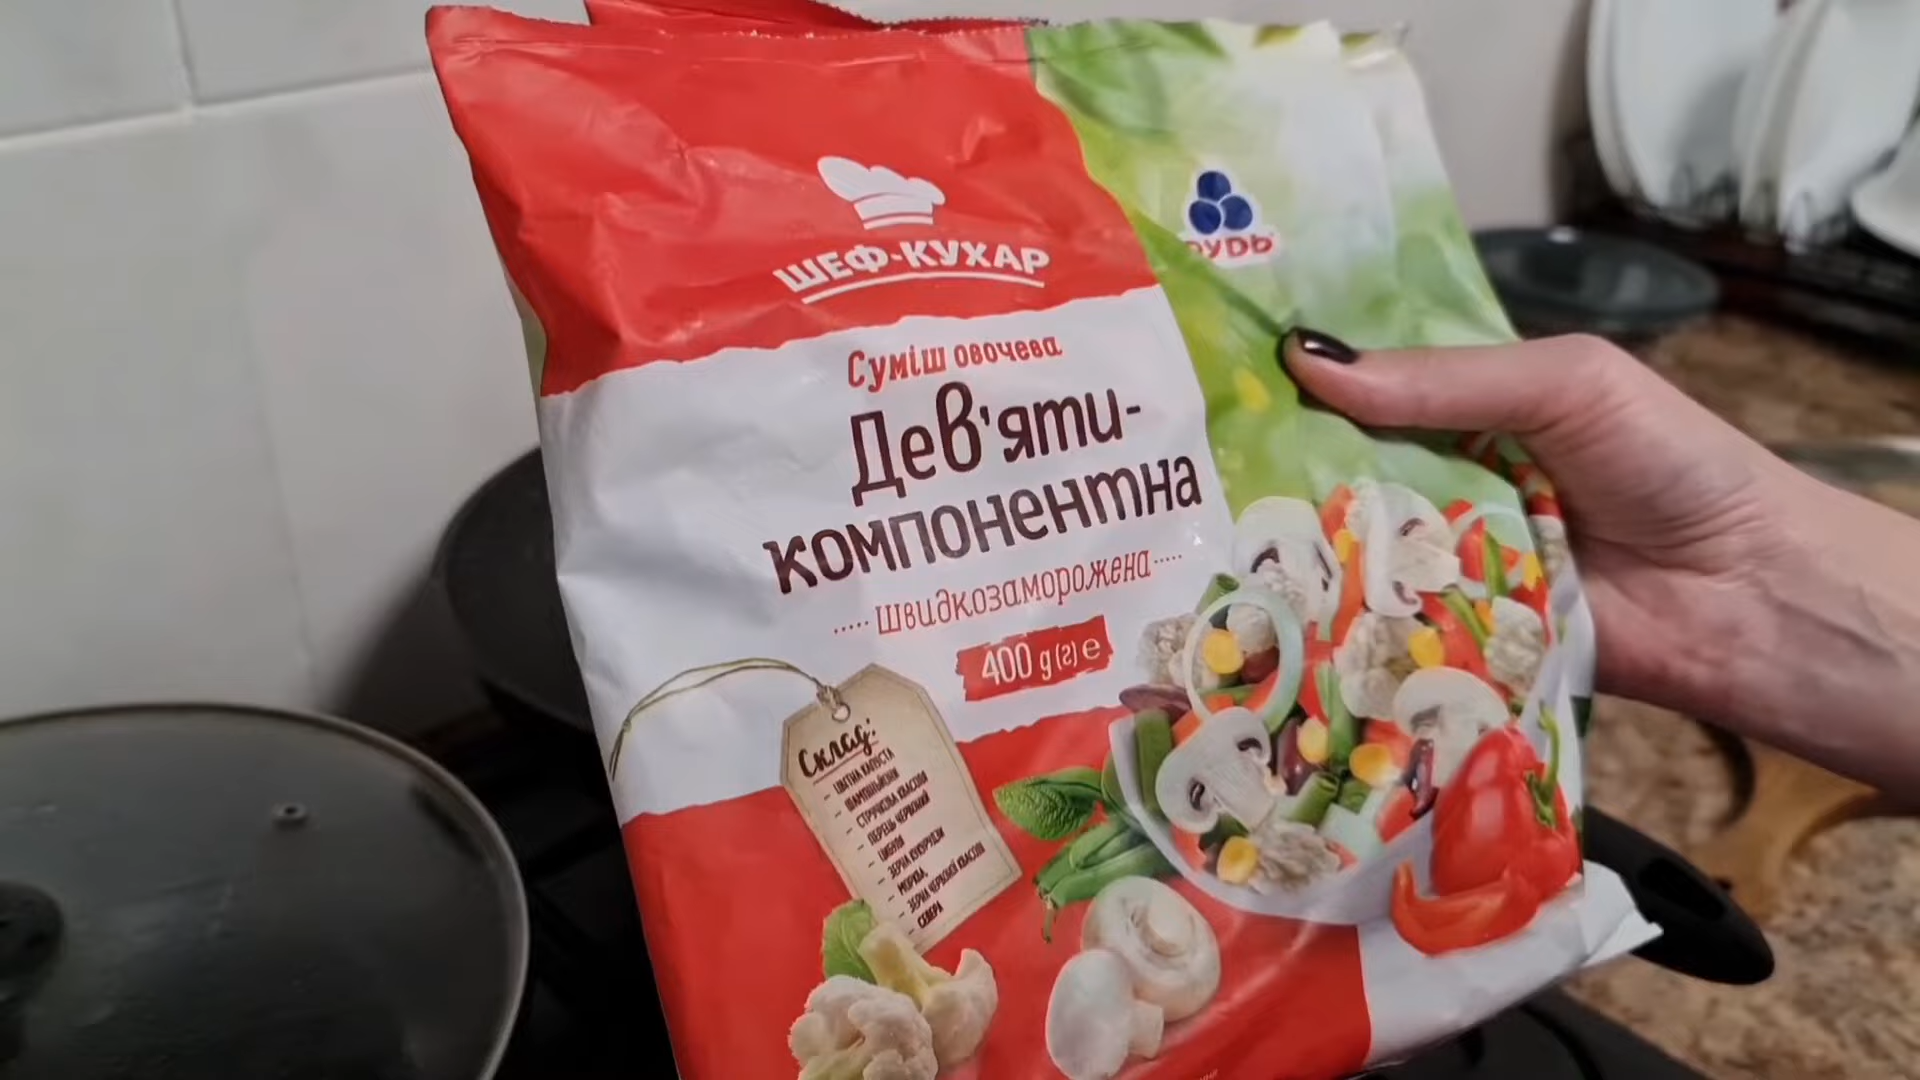 ШЕФ-КУХАР
РУДЬ
Суміш овочева
Дев'яти-
компонентна
швидкозаморожена
400 g (г) e
Склад:
- ЦВІТНА КАПУСТА
- ШАМПІНЬЙОНИ
- СТРУЧКОВА КВАСОЛЯ
- ПЕРЕЦЬ ЧЕРВОНИЙ
- ЦИБУЛЯ
- ЗЕРНА КУКУРУДЗИ
- МОРКВА,
- ЗЕРНА ЧЕРВОНОЇ КВАСОЛІ
- СЕЛЕРА